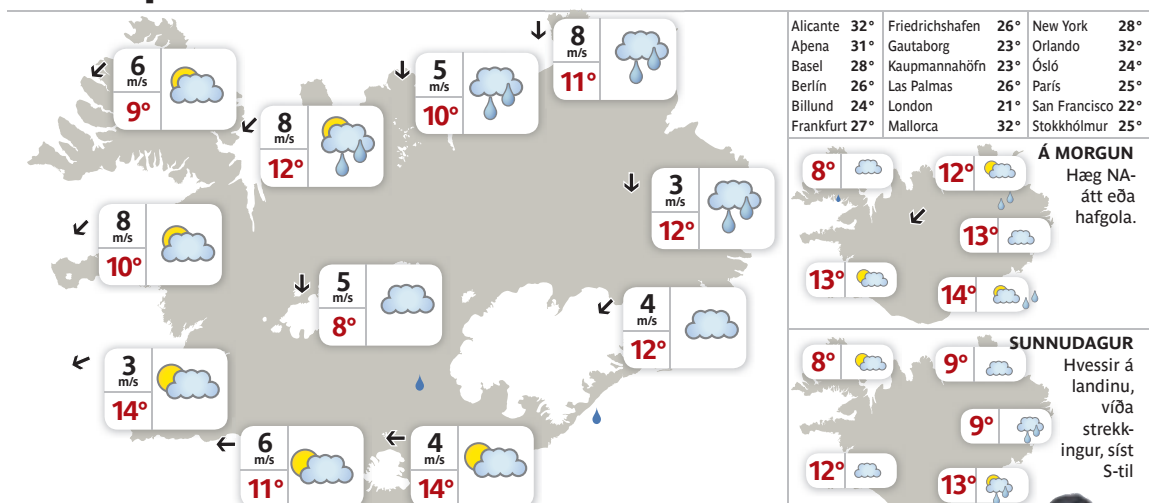 6
m/s
9°
8
m/s
12°
5
m/s
10°
8
m/s
11°
3
m/s
12°
8
m/s
10°
5
m/s
8°
4
m/s
12°
3
m/s
14°
6
m/s
11°
4
m/s
14°
Alicante 32° Friedrichshafen 26° New York 28°
Aþena 31° Gautaborg 23° Orlando 32°
Basel 28° Kaupmannahöfn 23° Ósló 24°
Berlín 26° Las Palmas 26° París 25°
Billund 24° London 21° San Francisco 22°
Frankfurt 27° Mallorca 32° Stokkhólmur 25°
Á MORGUN
Hæg NA-
átt eða
hafgola.
8°
12°
13°
13°
14°
SUNNUDAGUR
Hvessir á
landinu,
víða
strekk-
ingur, síst
S-til
8°
9°
9°
12°
13°